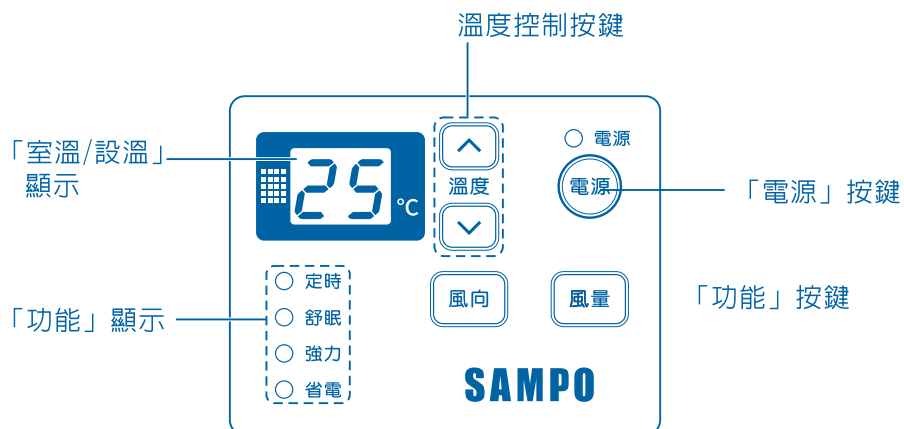 溫度控制按鍵
「室溫/設溫」
顯示
25
°C
溫度
電源
電源
「電源」按鍵
定時
舒眠
強力
省電
「功能」顯示
風向
風量
「功能」按鍵
SAMPO